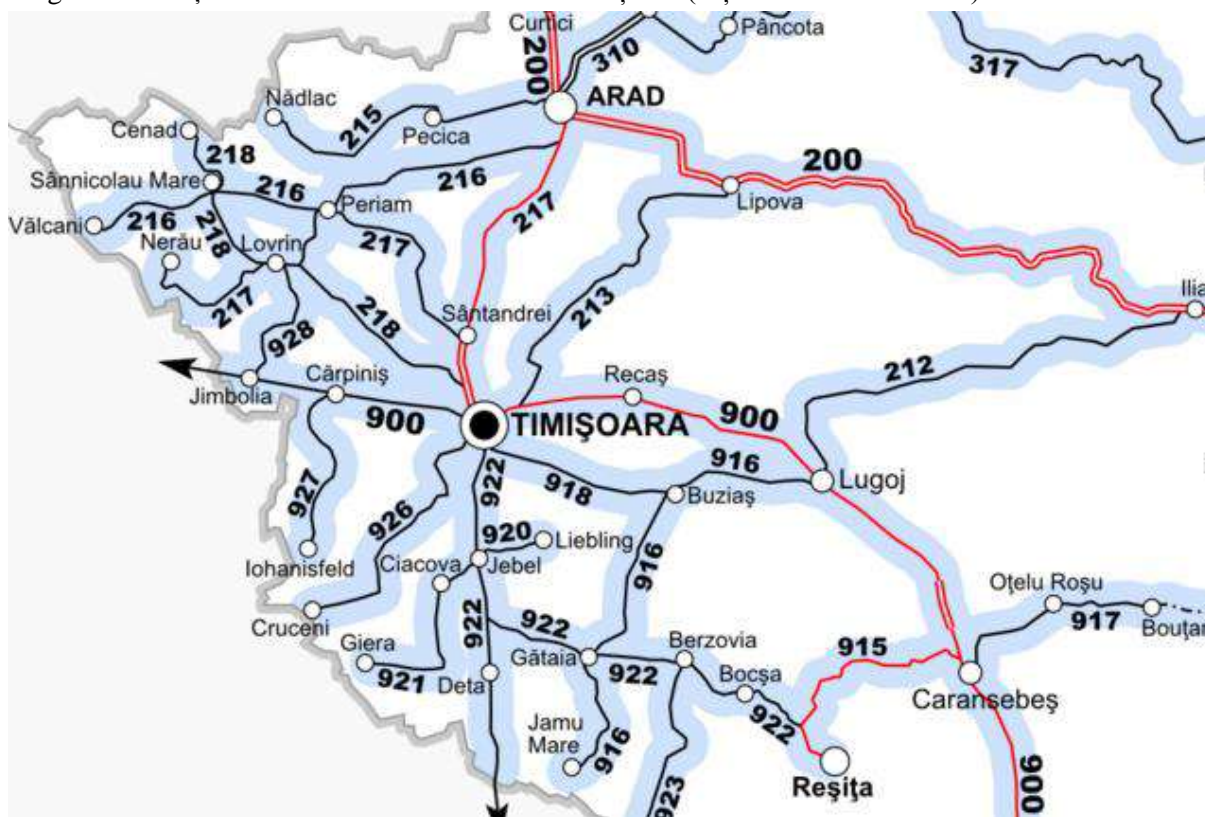 Curtici
200
310
Pâncota
317
ARAD
Nădlac
215
Pecica
Cenad
218
Sânnicolau Mare
216
216
Periam
217
200
Lipova
Vălcani
216
Nerău
218
Lovrin
217
217
Sântandrei
213
Ilia
218
928
Cărpiniş
Recaş
212
Jimbolia
900
TIMIŞOARA
900
Lugoj
916
922
918
Buziaş
927
926
920
Liebling
Iohanisfeld
Ciacova
Jebel
916
Oţelu Roşu
Cruceni
922
922
917
Bouţar
Giera
921
Gătaia
Berzovia
915
922
Deta
Bocşa
Caransebeş
Jamu
Mare
916
922
923
Reşiţa
900